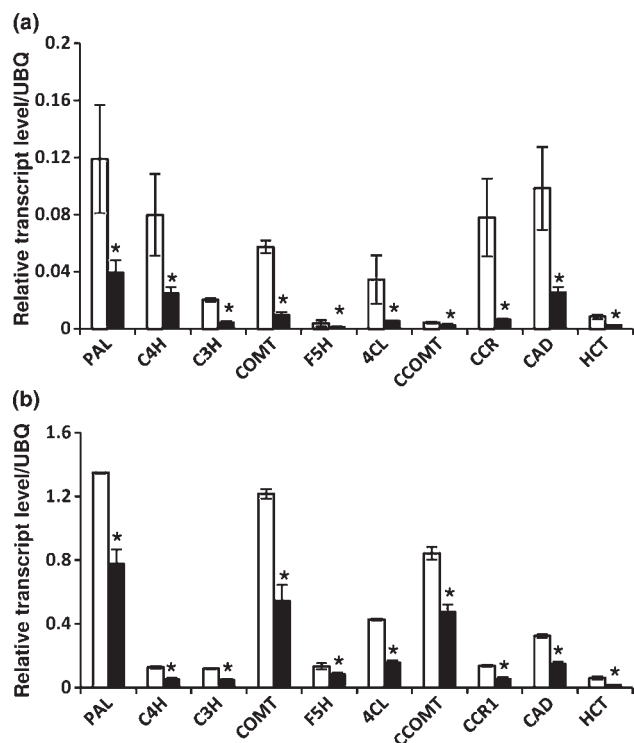 (a)
Relative transcript level/UBQ
0.2
0.16
0.12
0.08
0.04
0
* * * * * * * * * *
PAL C4H C3H COMT F5H 4CL CCOMT CCR CAD HCT
(b)
Relative transcript level/UBQ
1.6
1.2
0.8
0.4
0
* * * * * * * * * *
PAL C4H C3H COMT F5H 4CL CCOMT CCR1 CAD HCT